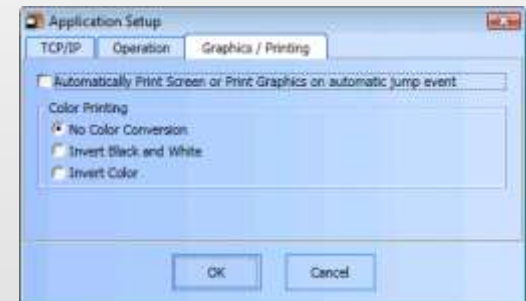 Application Setup
TCP/IP
Operation
Graphics / Printing
Automatically Print Screen or Print Graphics on automatic jump event
Color Printing
No Color Conversion
Invert Black and White
Invert Color
OK
Cancel